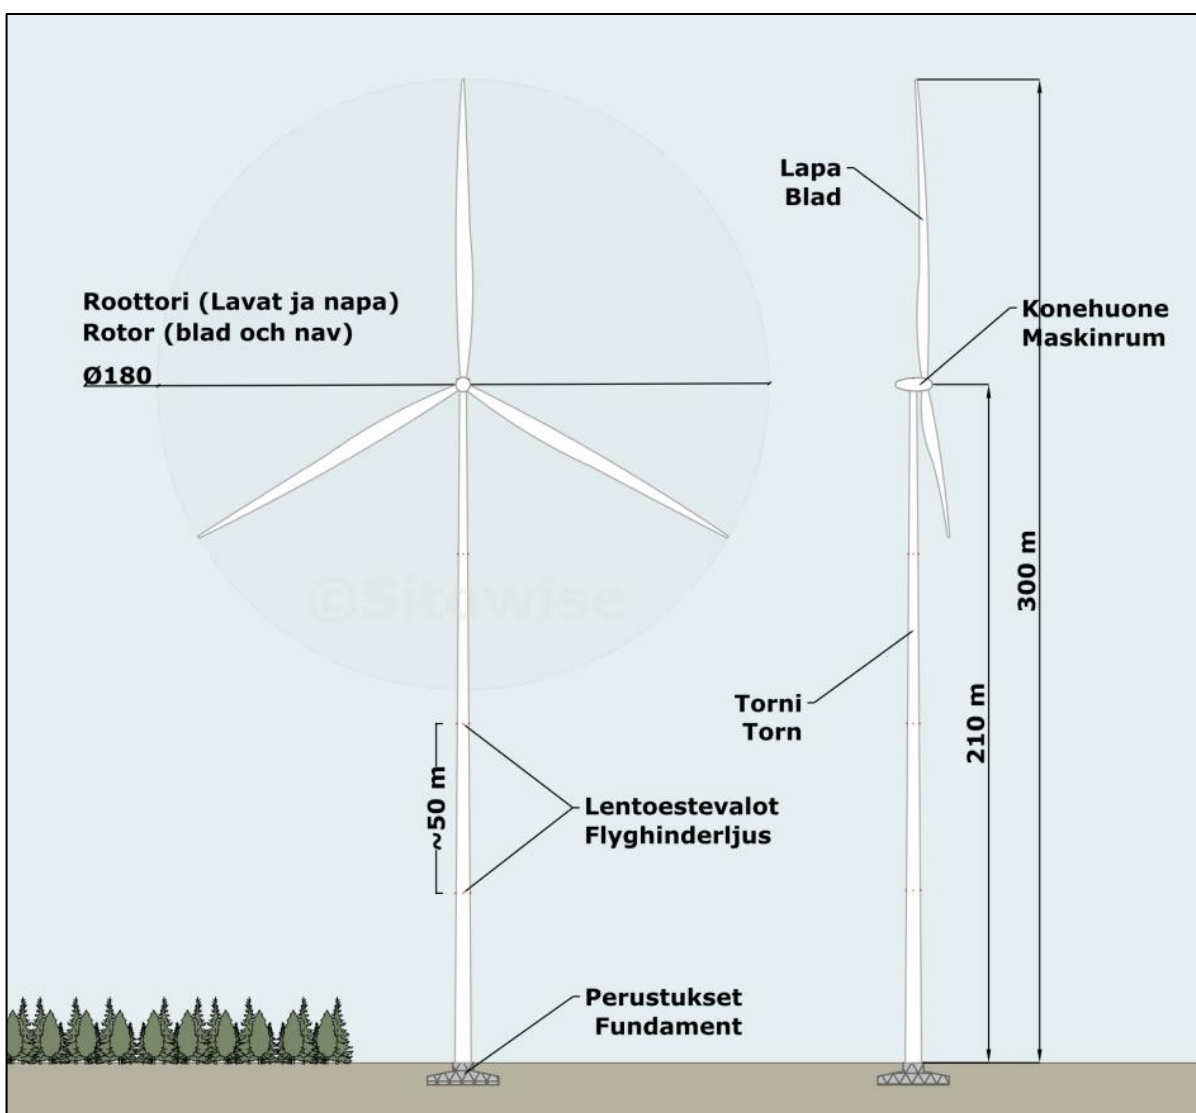 Lapa
Blad
Roottori (Lavat ja napa)
Rotor (blad och nav)
Ø180
Konehuone
Maskinrum
300 m
©Sitowise
Torni
Torn
210 m
~50 m
Lentoestevalot
Flyghinderljus
Perustukset
Fundament